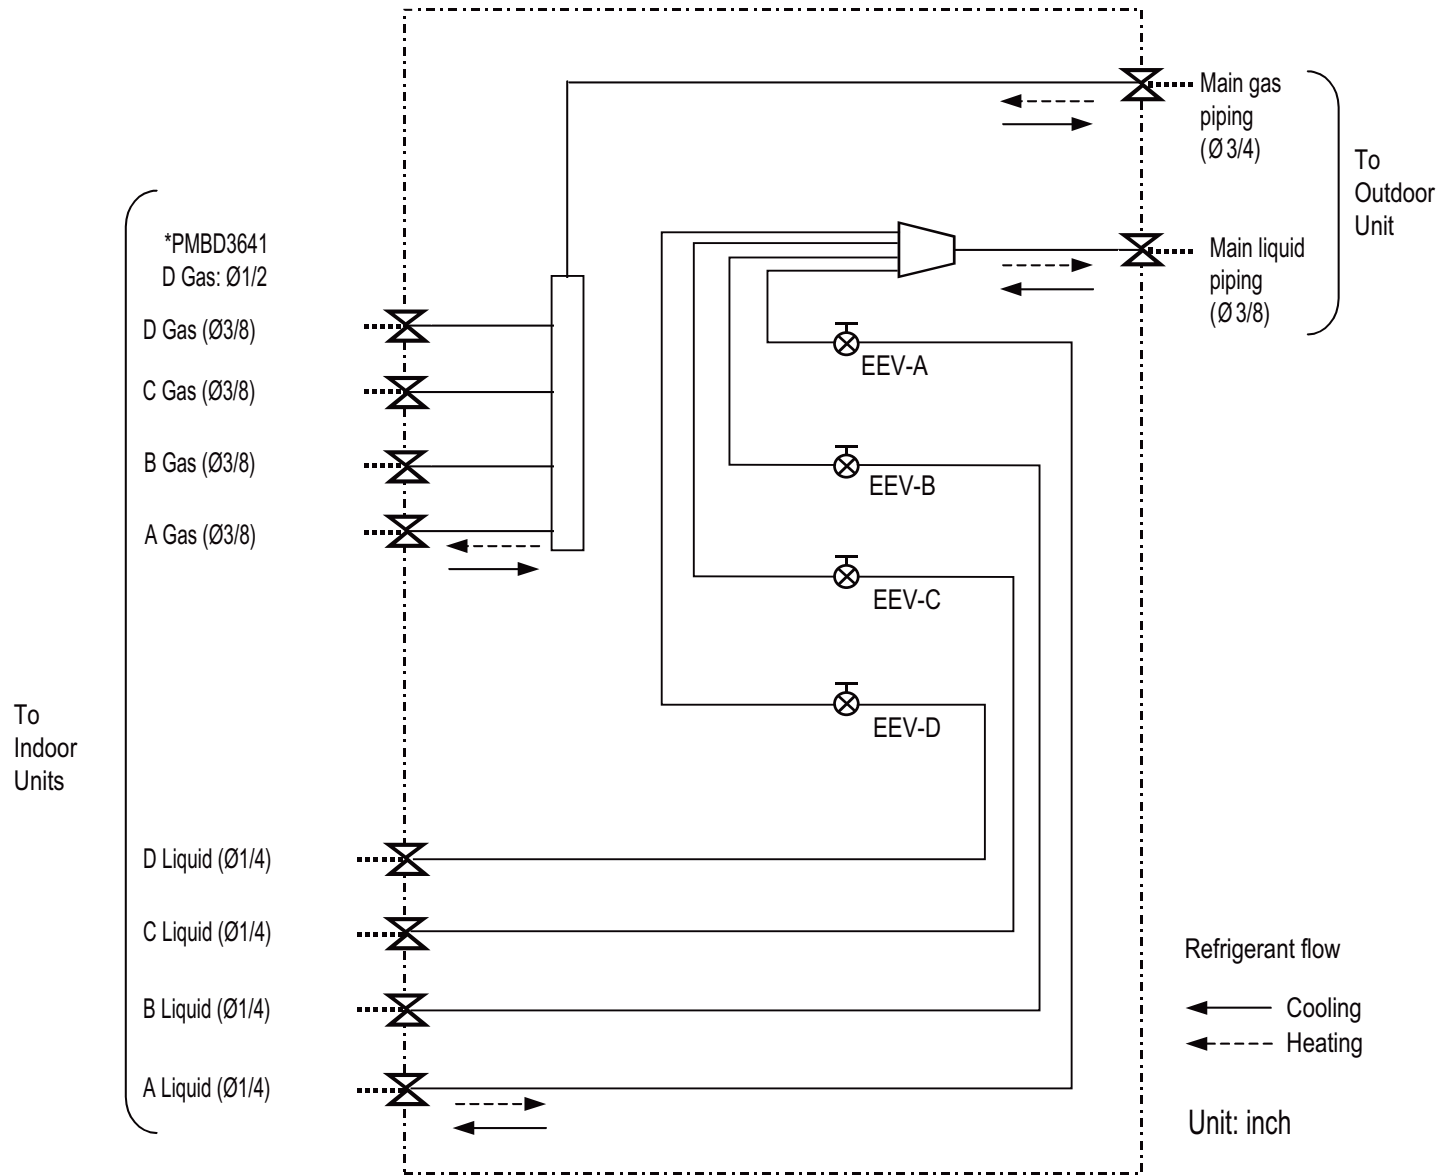 Main gas
piping
(Ø 3/4)
To
Outdoor
Unit
Main liquid
piping
(Ø 3/8)
*PMBD3641
D Gas: Ø1/2
D Gas (Ø3/8)
C Gas (Ø3/8)
B Gas (Ø3/8)
A Gas (Ø3/8)
EEV-A
EEV-B
EEV-C
EEV-D
To
Indoor
Units
D Liquid (Ø1/4)
C Liquid (Ø1/4)
B Liquid (Ø1/4)
A Liquid (Ø1/4)
Refrigerant flow
Cooling
Heating
Unit: inch